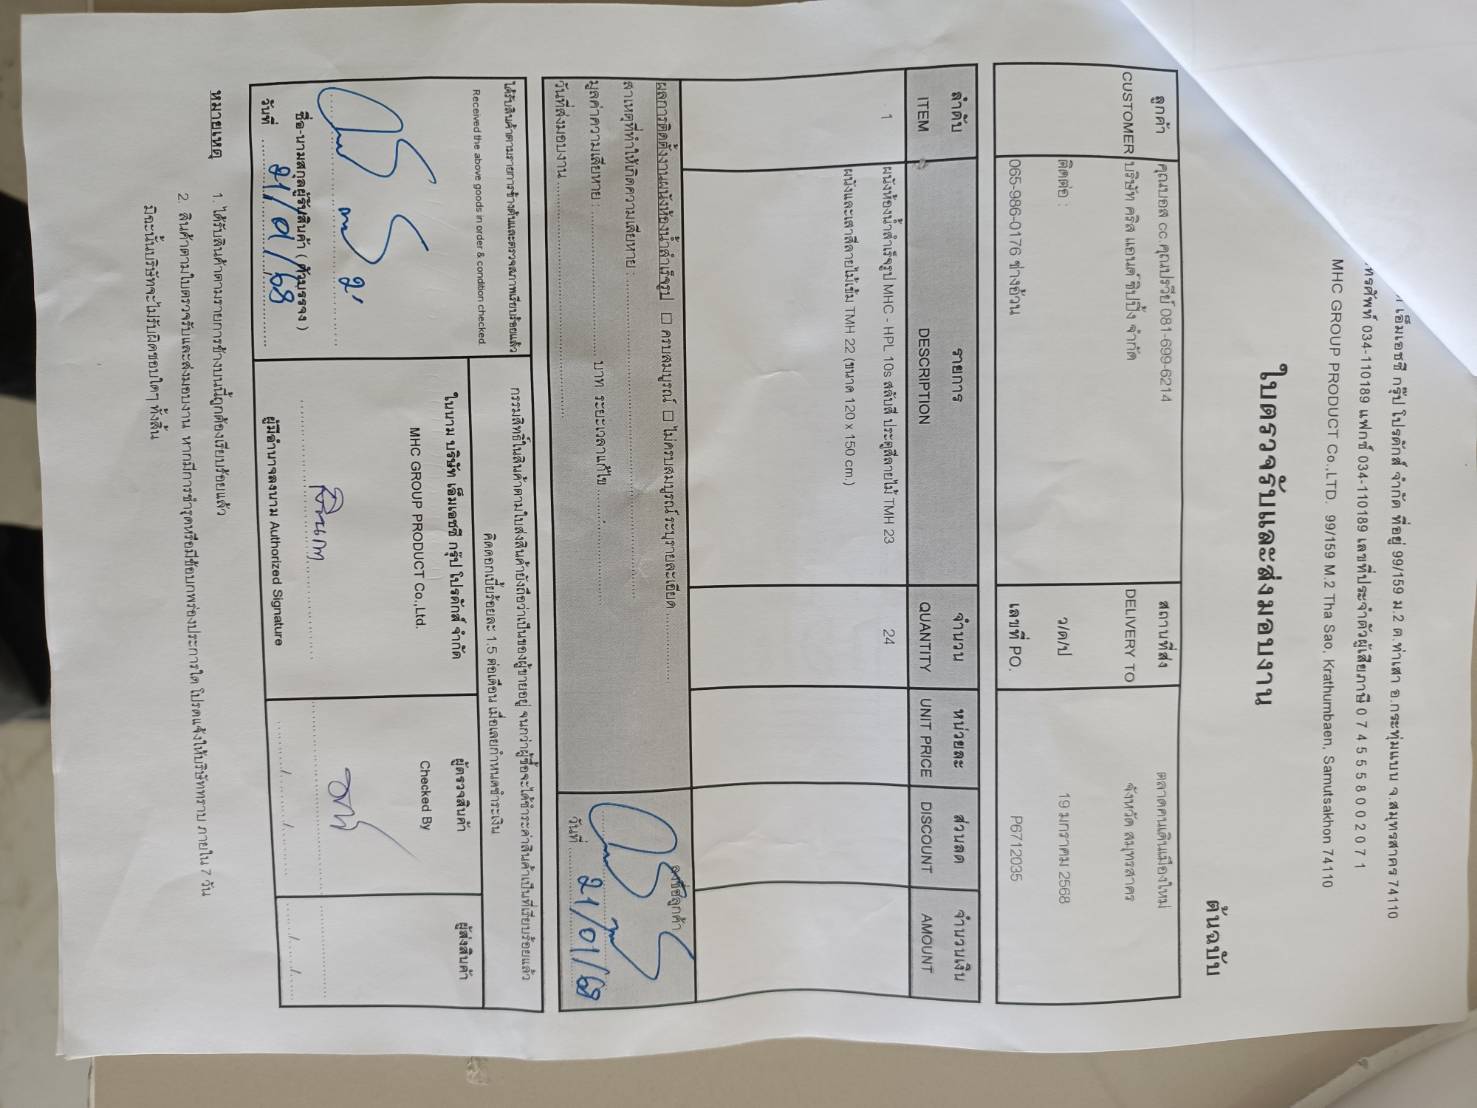 เอ็มเอชซี กรุ๊ป โปรดักส์ จำกัด ที่อยู่ 99/159 ม.2 ต.ท่าเสา อ.กระทุ่มแบน จ.สมุทรสาคร 74110
โทรศัพท์ 034-110189 แฟกซ์ 034-110189 เลขที่ประจำตัวผู้เสียภาษี 0 7 4 5 5 5 8 0 0 2 0 7 1
MHC GROUP PRODUCT Co.,LTD. 99/159 M.2 Tha Sao, Krathumbaen, Samutsakhon 74110
ใบตรวจรับและส่งมอบงาน
ต้นฉบับ
ลูกค้า คุณบอส cc.คุณปรวีย์ 081-699-6214 สถานที่ส่ง ตลาดคนเดินเมืองใหม่
CUSTOMER บริษัท คริส แอนด์ ชิปปิ้ง จำกัด DELIVERY TO จังหวัด สมุทรสาคร
ติดต่อ : ว/ด/ป 19 มกราคม 2568
065-986-0176 ช่างอ้วน เลขที่ PO. P6712035
ลำดับ รายการ จำนวน หน่วยละ ส่วนลด จำนวนเงิน
ITEM DESCRIPTION QUANTITY UNIT PRICE DISCOUNT AMOUNT
1 ผนังห้องน้ำสำเร็จรูป MHC - HPL 10s สลับสี ประตูสีลายไม้ TMH 23 24
ผนังและเสาสีลายไม้เข้ม TMH 22 (ขนาด 120 x 150 cm.)
ผลการติดตั้งงานผนังห้องน้ำสำเร็จรูป ☐ ครบสมบูรณ์ ☐ ไม่ครบสมบูรณ์ ระบุรายละเอียด
สาเหตุที่ทำให้เกิดความเสียหาย :
มูลค่าความเสียหาย : บาท ระยะเวลาแก้ไข
วันที่ส่งมอบงาน
ลงชื่อลูกค้า
วันที่ 21/01/68
ได้รับสินค้าตามรายการข้างต้นและตรวจสภาพเรียบร้อยแล้ว
Received the above goods in order & condition checked
ชื่อ-นามสกุลผู้รับสินค้า ( ตัวบรรจง )
วันที่ 21/01/68
กรรมสิทธิ์ในสินค้าตามใบส่งสินค้ายังถือว่าเป็นของผู้ขายอยู่ จนกว่าผู้ซื้อจะได้ชำระค่าสินค้าเป็นที่เรียบร้อยแล้ว
คิดดอกเบี้ยร้อยละ 1.5 ต่อเดือน เมื่อเลยกำหนดชำระเงิน
ในนาม บริษัท เอ็มเอชซี กรุ๊ป โปรดักส์ จำกัด
MHC GROUP PRODUCT Co.,Ltd.
ผู้มีอำนาจลงนาม Authorized Signature
ผู้ตรวจสินค้า
Checked By
ผู้ส่งสินค้า
หมายเหตุ
1. ได้รับสินค้าตามรายการข้างบนนี้ถูกต้องเรียบร้อยแล้ว
2. สินค้าตามใบตรวจรับและส่งมอบงาน หากมีการชำรุดหรือมีข้อบกพร่องประการใด โปรดแจ้งให้บริษัททราบ ภายใน 7 วัน
มิฉะนั้นบริษัทจะไม่รับผิดชอบใดๆ ทั้งสิ้น